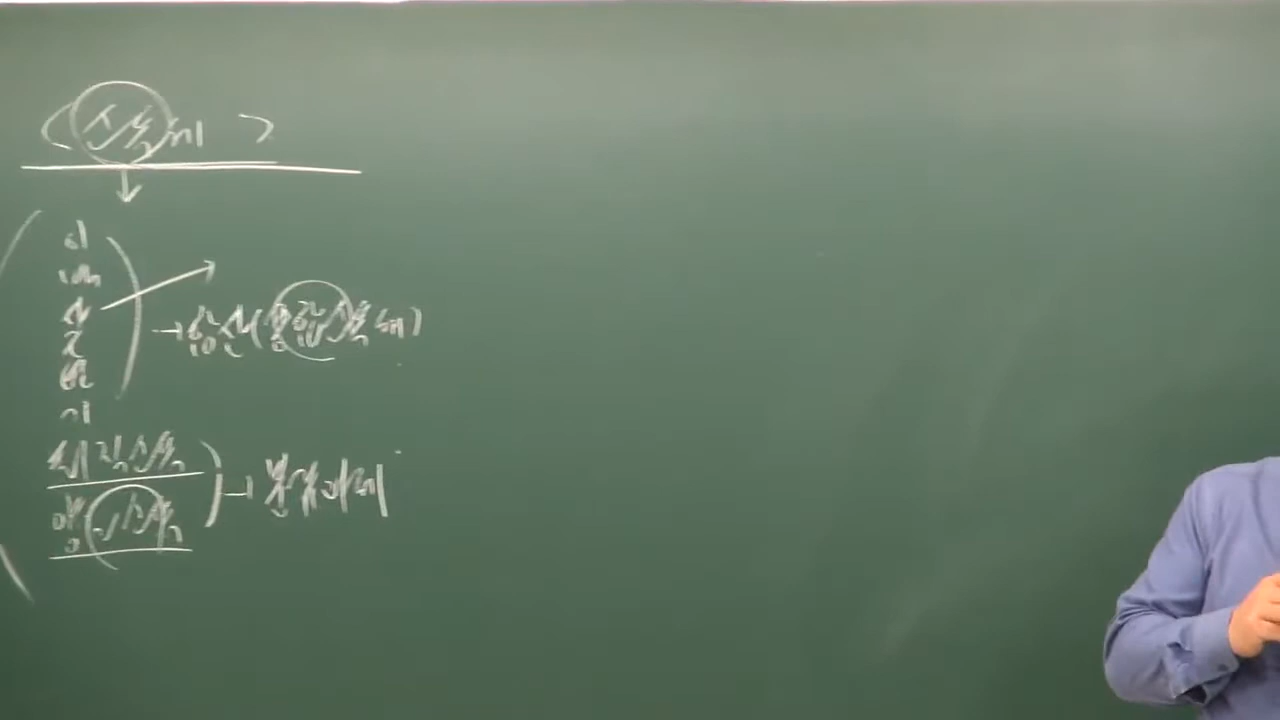 < 소득세 >
↓
이
배
사
근
연
기
→ 합산(종합소득세)
퇴직소득
양도소득 → 분류과세